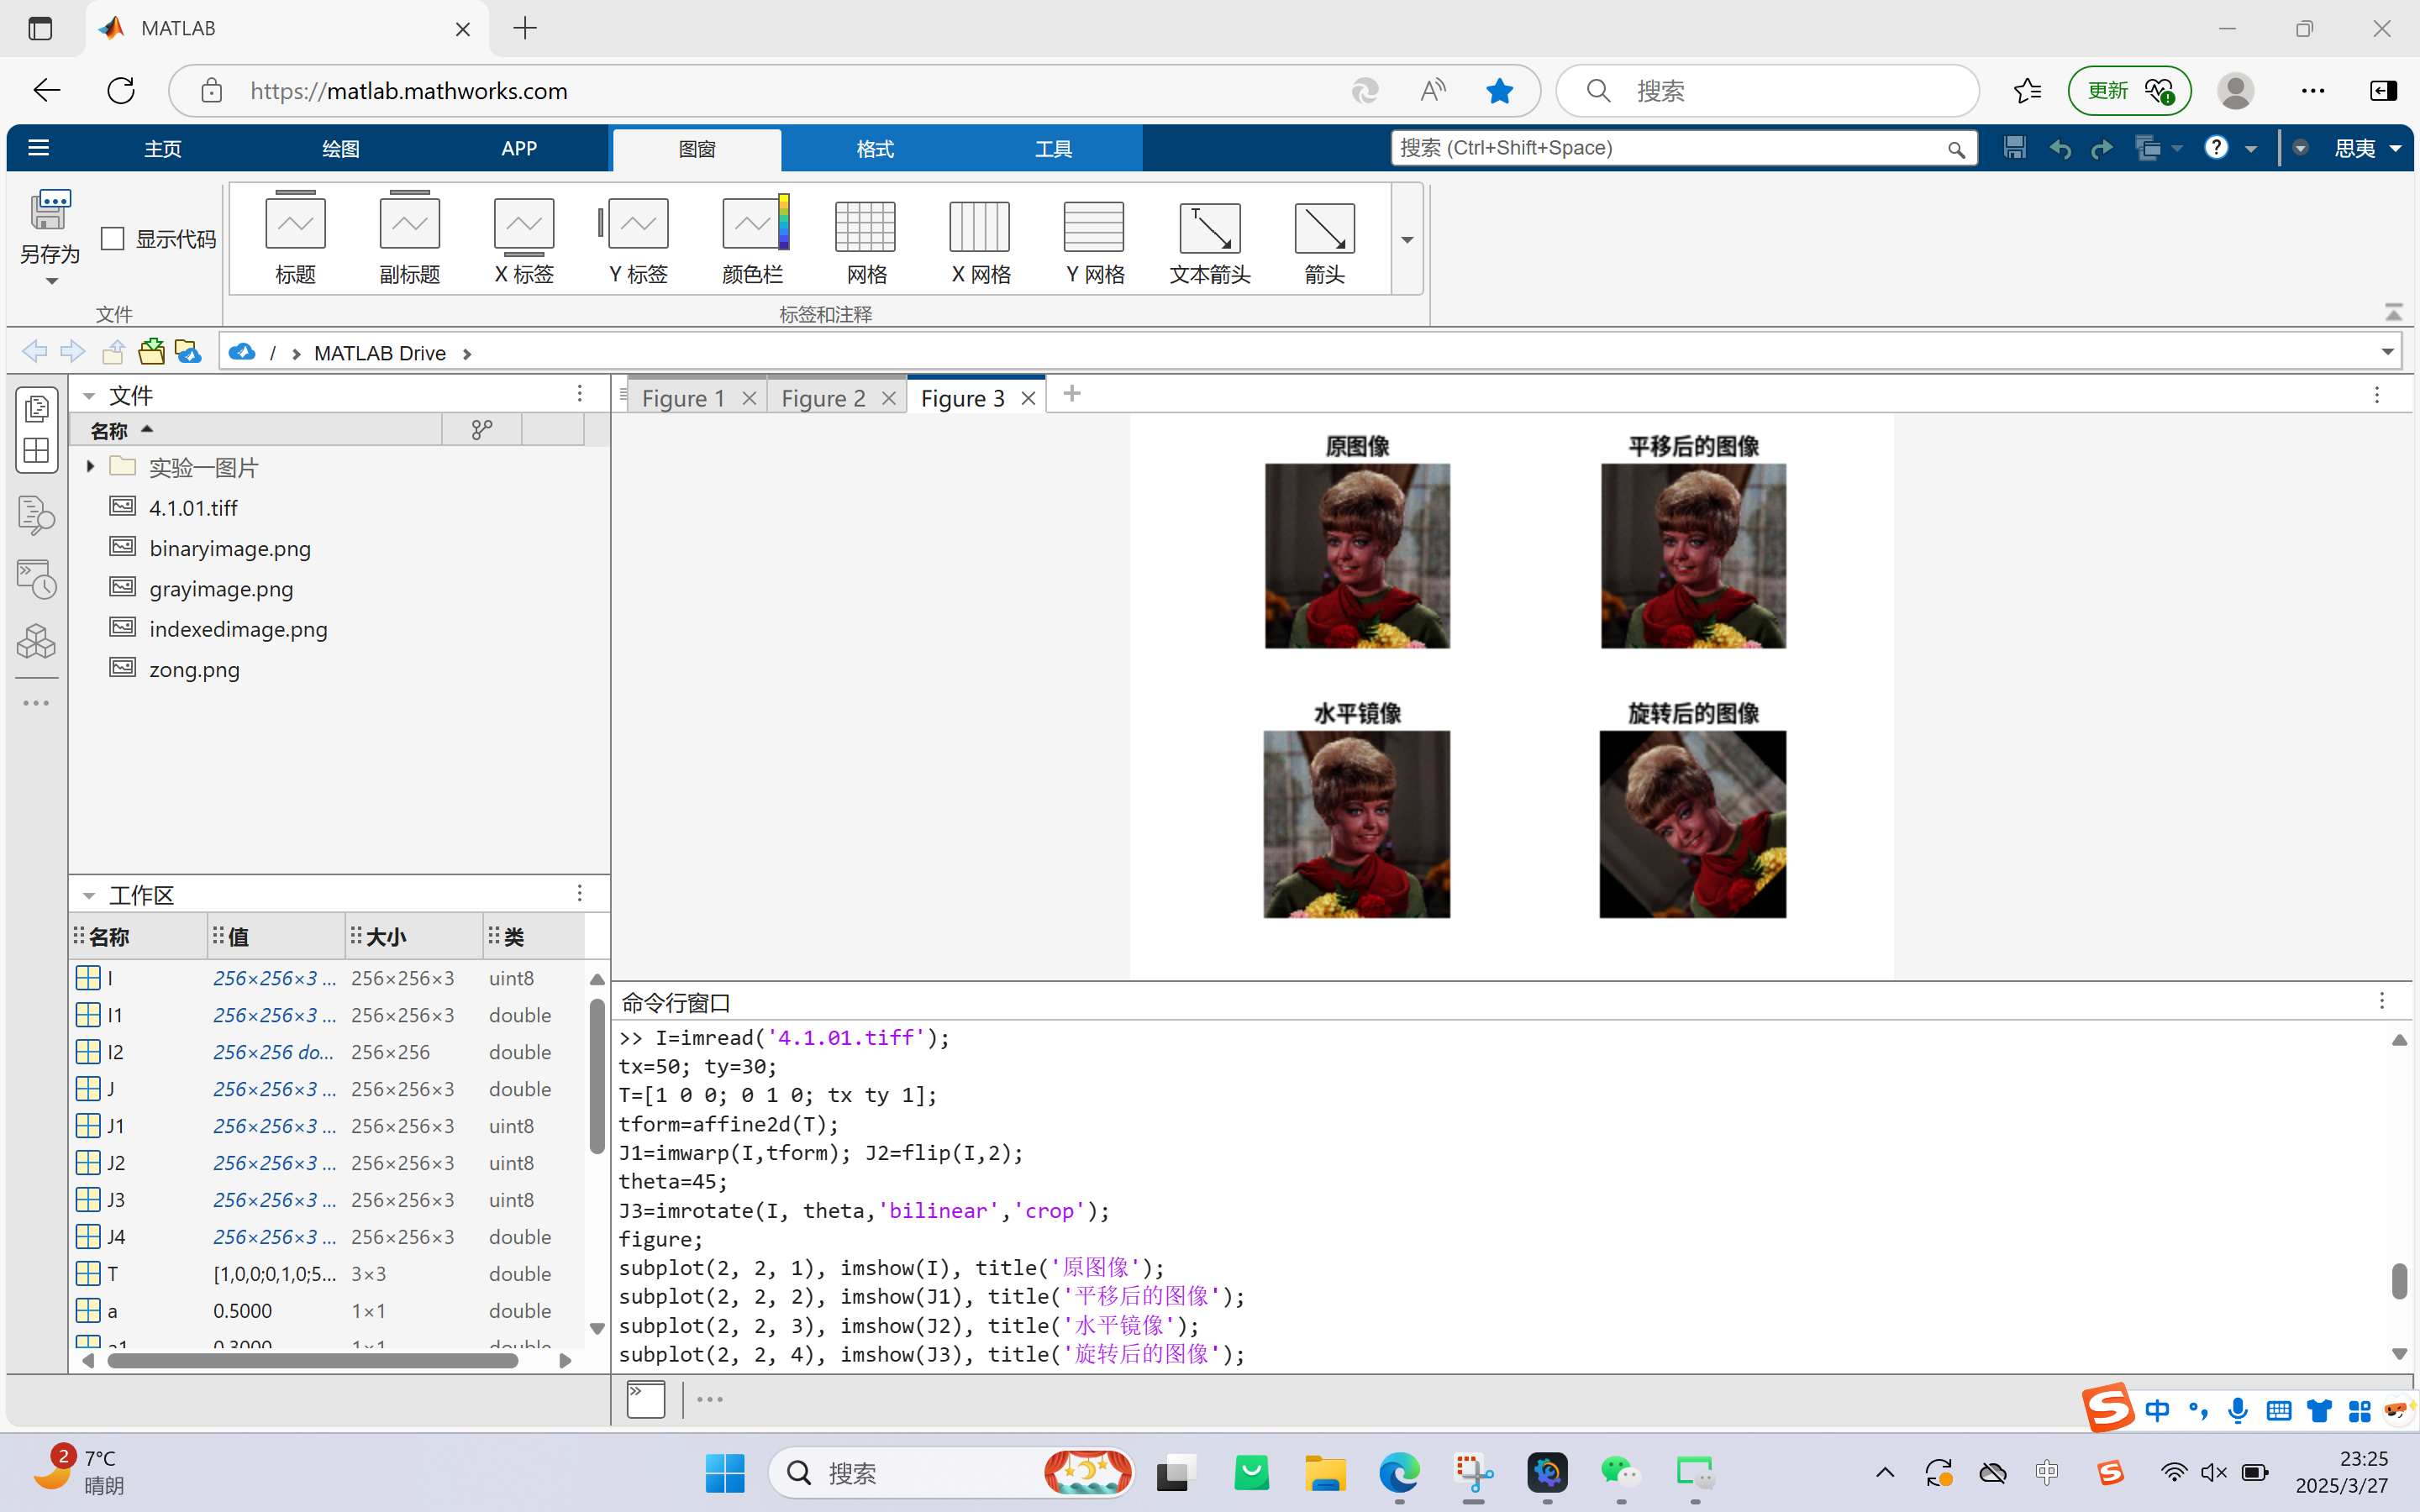 MATLAB
https://matlab.mathworks.com
搜索
更新
主页
绘图
APP
图窗
格式
工具
搜索 (Ctrl+Shift+Space)
思夷
另存为
显示代码
文件
标题
副标题
X 标签
Y 标签
颜色栏
网格
X 网格
Y 网格
文本箭头
箭头
标签和注释
/ MATLAB Drive
文件
名称
实验一图片
4.1.01.tiff
binaryimage.png
grayimage.png
indexedimage.png
zong.png
Figure 1
Figure 2
Figure 3
原图像
平移后的图像
水平镜像
旋转后的图像
工作区
名称 值 大小 类
I 256×256×3 ... 256×256×3 uint8
I1 256×256×3 ... 256×256×3 double
I2 256×256 do... 256×256 double
J 256×256×3 ... 256×256×3 double
J1 256×256×3 ... 256×256×3 uint8
J2 256×256×3 ... 256×256×3 uint8
J3 256×256×3 ... 256×256×3 uint8
J4 256×256×3 ... 256×256×3 double
T [1,0,0;0,1,0;5... 3×3 double
a 0.5000 1×1 double
a1 0.3000 1×1 double
命令行窗口
>> I=imread('4.1.01.tiff');
tx=50; ty=30;
T=[1 0 0; 0 1 0; tx ty 1];
tform=affine2d(T);
J1=imwarp(I,tform); J2=flip(I,2);
theta=45;
J3=imrotate(I, theta,'bilinear','crop');
figure;
subplot(2, 2, 1), imshow(I), title('原图像');
subplot(2, 2, 2), imshow(J1), title('平移后的图像');
subplot(2, 2, 3), imshow(J2), title('水平镜像');
subplot(2, 2, 4), imshow(J3), title('旋转后的图像');
中
2
7°C
晴朗
搜索
中
23:25
2025/3/27